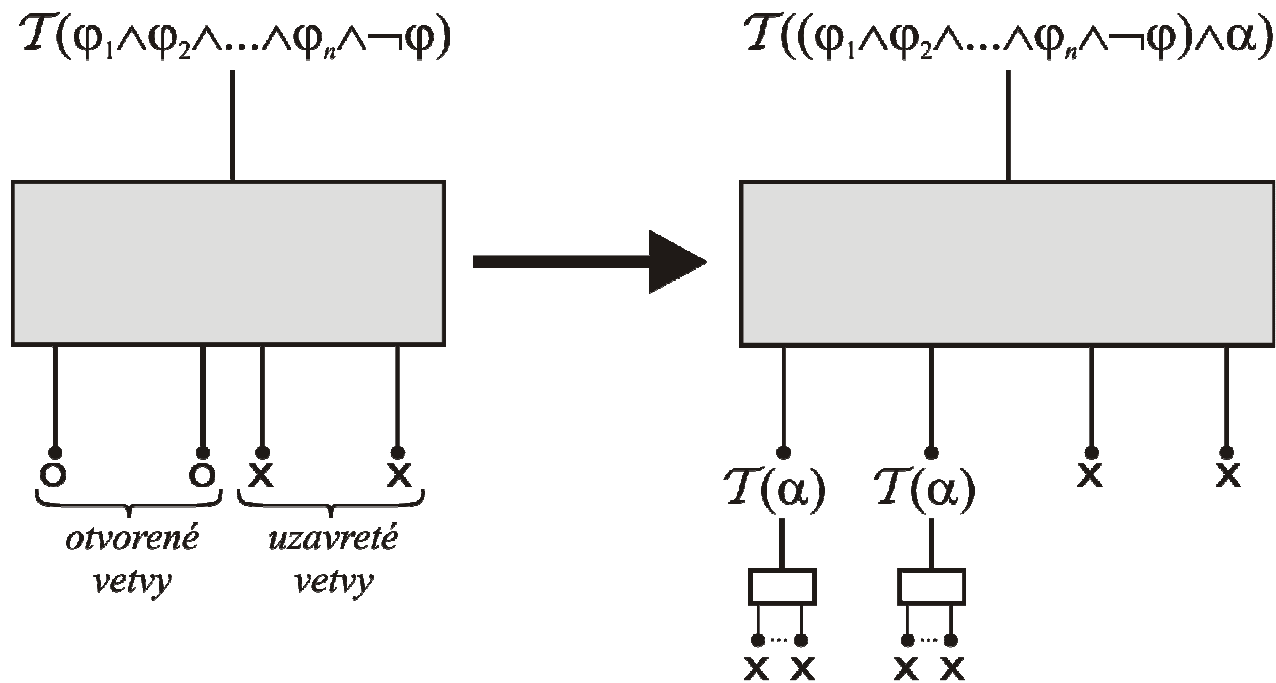 𝒯(φ₁∧φ₂∧...∧φₙ∧¬φ)
𝒯((φ₁∧φ₂∧...∧φₙ∧¬φ)∧α)
o o x x
otvorené
vetvy
uzavreté
vetvy
𝒯(α) 𝒯(α) x x
... ...
x x x x